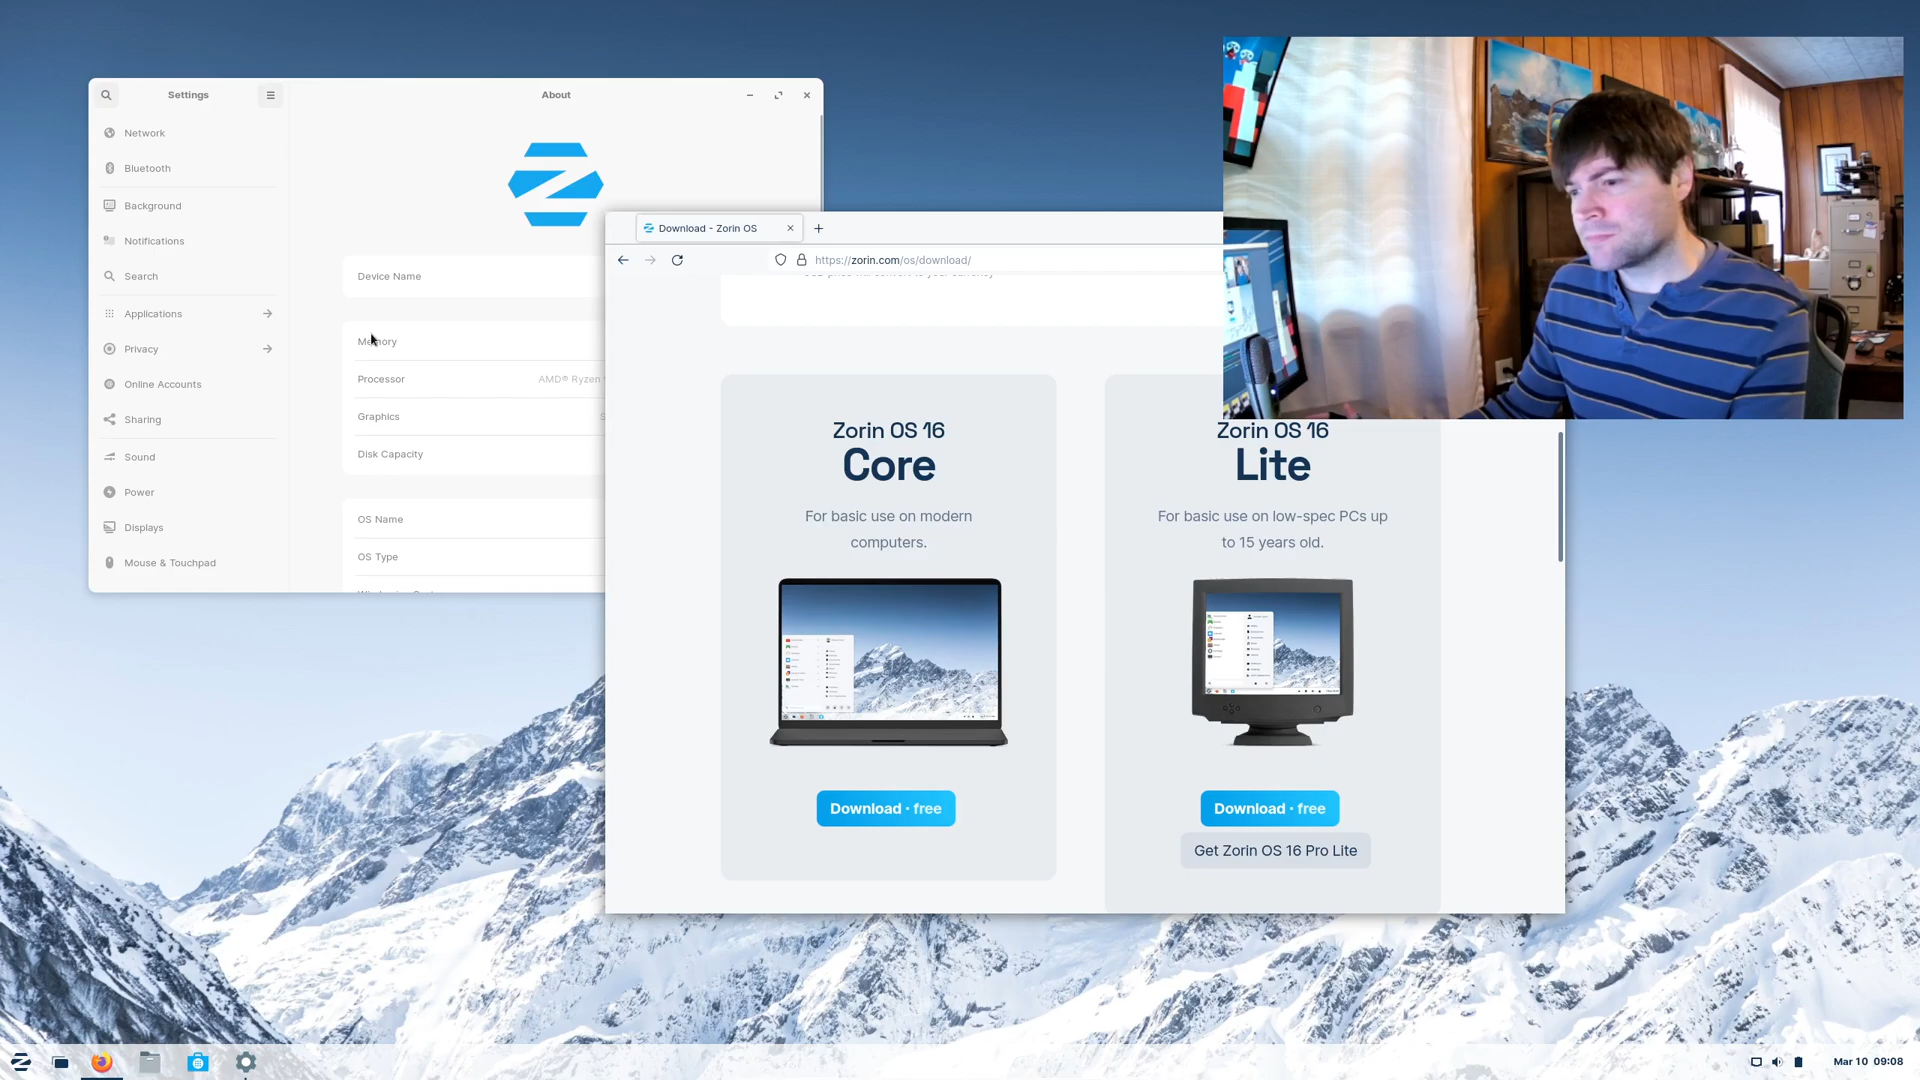 Settings
About
Network
Bluetooth
Background
Notifications
Search
Applications
Privacy
Online Accounts
Sharing
Sound
Power
Displays
Mouse & Touchpad
Device Name
Memory
Processor
AMD® Ryzen
Graphics
Disk Capacity
OS Name
OS Type
Download - Zorin OS
https://zorin.com/os/download/
Zorin OS 16
Core
For basic use on modern
computers.
Download · free
Zorin OS 16
Lite
For basic use on low-spec PCs up
to 15 years old.
Download · free
Get Zorin OS 16 Pro Lite
Mar 10 09:08